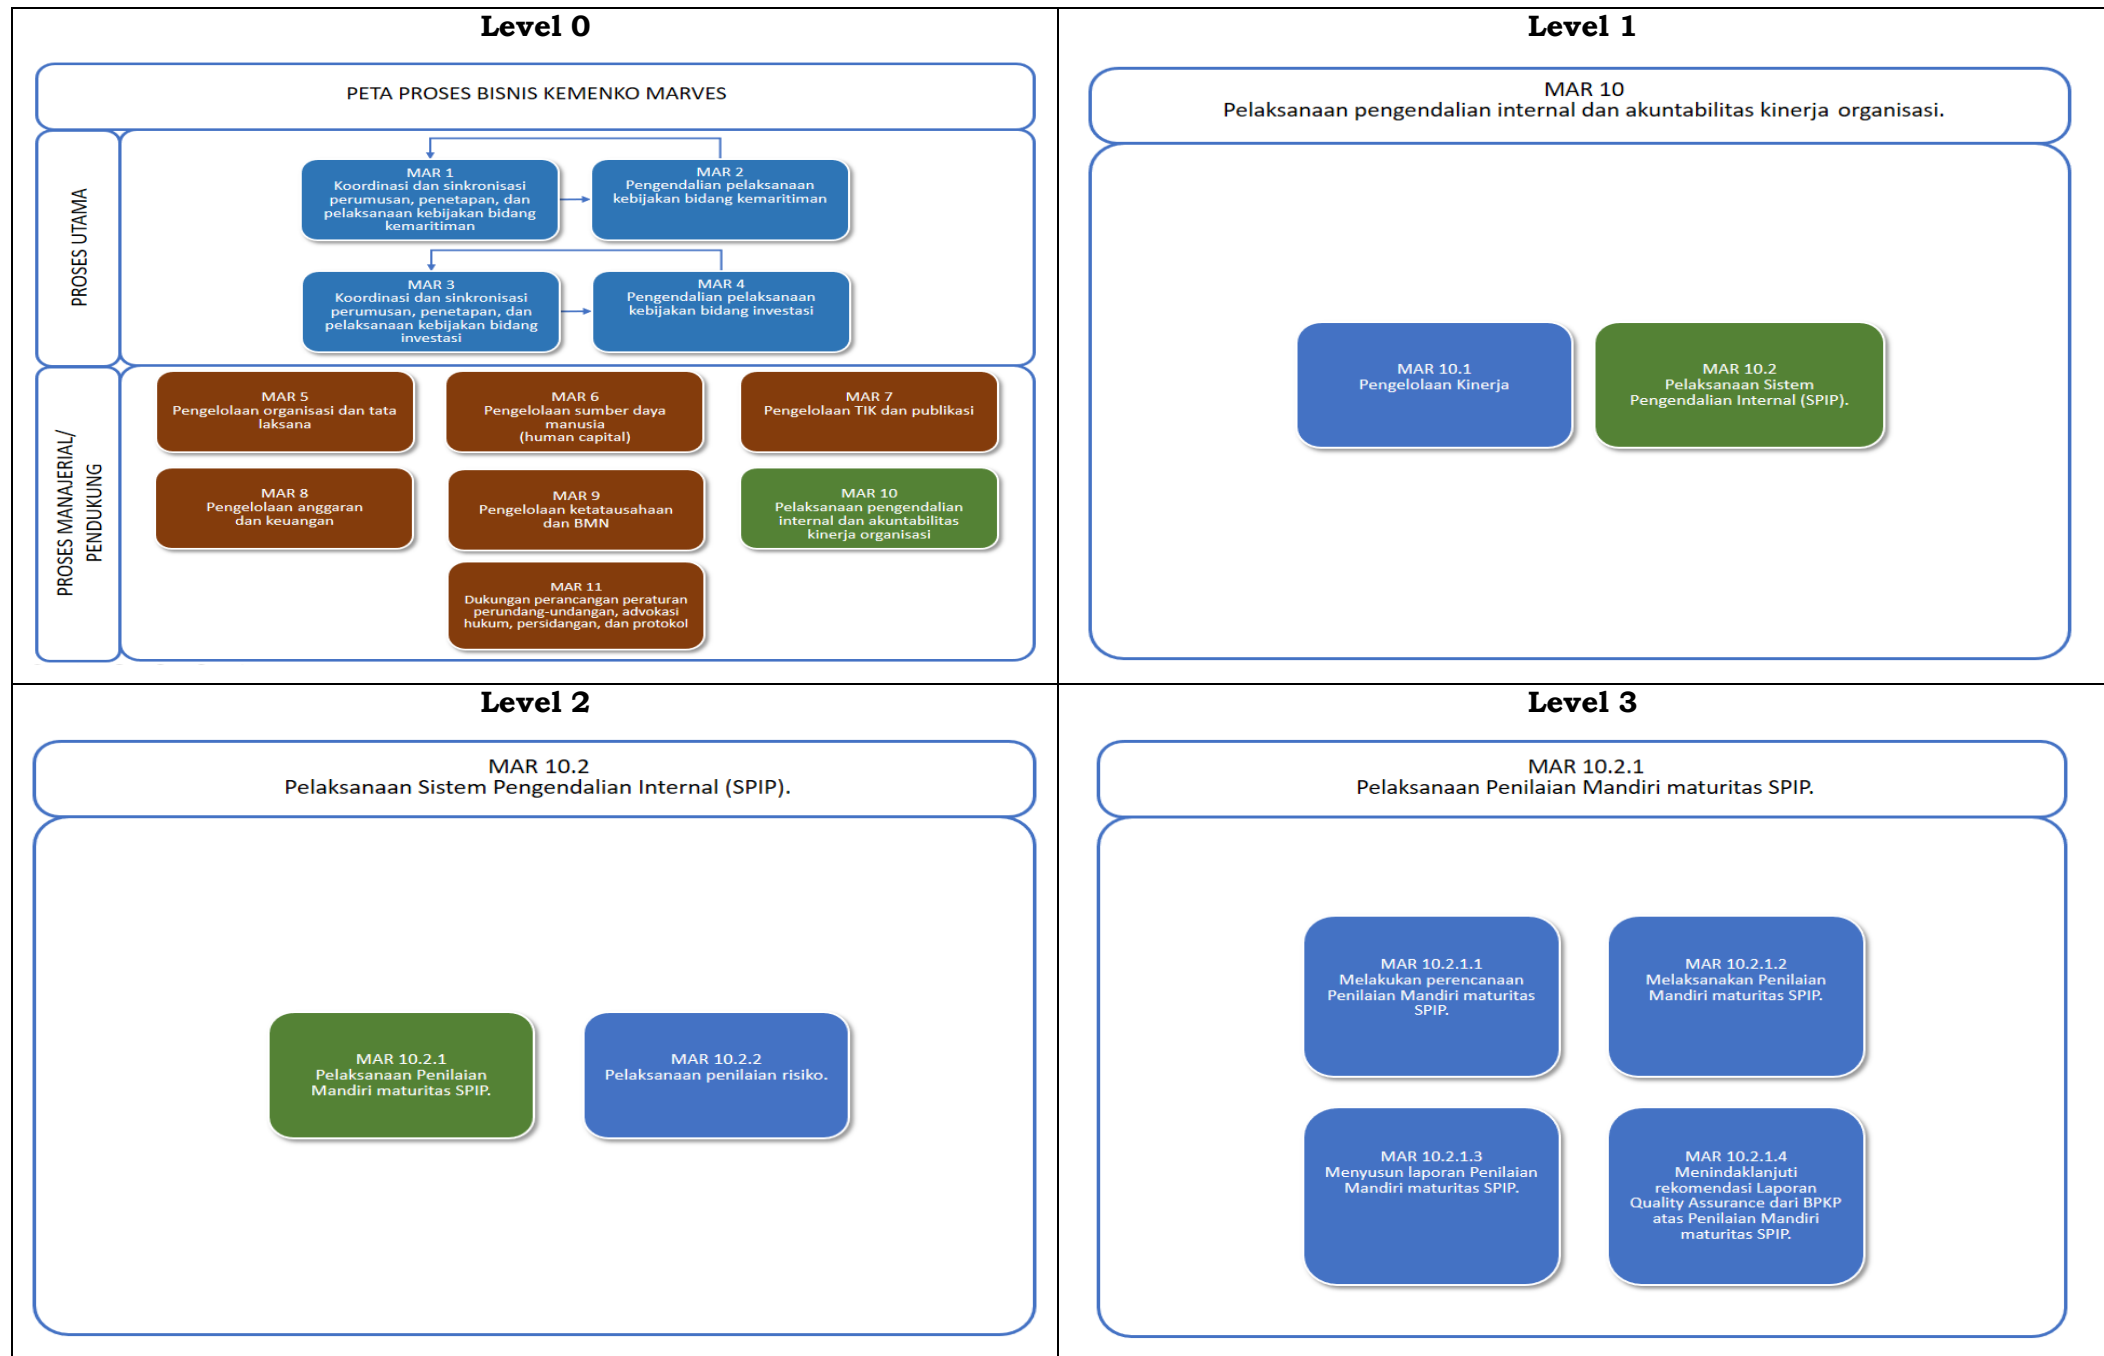 Level 0
PETA PROSES BISNIS KEMENKO MARVES
PROSES UTAMA
MAR 1
Koordinasi dan sinkronisasi
perumusan, penetapan, dan
pelaksanaan kebijakan bidang
kemaritiman
MAR 2
Pengendalian pelaksanaan
kebijakan bidang kemaritiman
MAR 3
Koordinasi dan sinkronisasi
perumusan, penetapan, dan
pelaksanaan kebijakan bidang
investasi
MAR 4
Pengendalian pelaksanaan
kebijakan bidang investasi
PROSES MANAJERIAL/
PENDUKUNG
MAR 5
Pengelolaan organisasi dan tata
laksana
MAR 6
Pengelolaan sumber daya
manusia
(human capital)
MAR 7
Pengelolaan TIK dan publikasi
MAR 8
Pengelolaan anggaran
dan keuangan
MAR 9
Pengelolaan ketatausahaan
dan BMN
MAR 10
Pelaksanaan pengendalian
internal dan akuntabilitas
kinerja organisasi
MAR 11
Dukungan perancangan peraturan
perundang-undangan, advokasi
hukum, persidangan, dan protokol
Level 1
MAR 10
Pelaksanaan pengendalian internal dan akuntabilitas kinerja organisasi.
MAR 10.1
Pengelolaan Kinerja
MAR 10.2
Pelaksanaan Sistem
Pengendalian Internal (SPIP).
Level 2
MAR 10.2
Pelaksanaan Sistem Pengendalian Internal (SPIP).
MAR 10.2.1
Pelaksanaan Penilaian
Mandiri maturitas SPIP.
MAR 10.2.2
Pelaksanaan penilaian risiko.
Level 3
MAR 10.2.1
Pelaksanaan Penilaian Mandiri maturitas SPIP.
MAR 10.2.1.1
Melakukan perencanaan
Penilaian Mandiri maturitas
SPIP.
MAR 10.2.1.2
Melaksanakan Penilaian
Mandiri maturitas SPIP.
MAR 10.2.1.3
Menyusun laporan Penilaian
Mandiri maturitas SPIP.
MAR 10.2.1.4
Menindaklanjuti
rekomendasi Laporan
Quality Assurance dari BPKP
atas Penilaian Mandiri
maturitas SPIP.